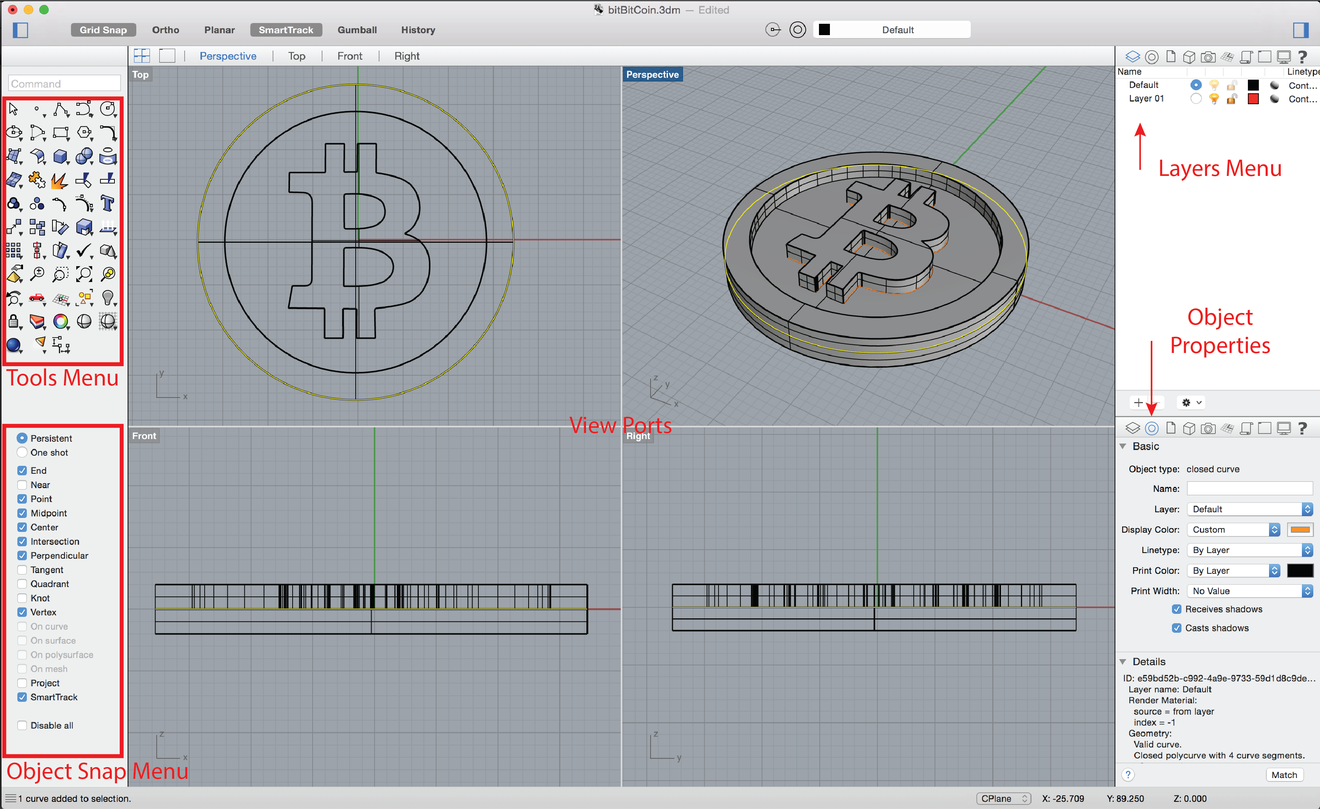 bitBitCoin.3dm — Edited
Grid Snap Ortho Planar SmartTrack Gumball History
Default
Perspective Top Front Right
Command
Tools Menu
Persistent
One shot
End
Near
Point
Midpoint
Center
Intersection
Perpendicular
Tangent
Quadrant
Knot
Vertex
On curve
On surface
On polysurface
On mesh
Project
SmartTrack
Disable all
Object Snap Menu
Top
y
x
Perspective
z
y
x
View Ports
Front
z
x
Right
z
y
Name Linetype
Default Cont...
Layer 01 Cont...
Layers Menu
Object
Properties
Basic
Object type: closed curve
Name:
Layer: Default
Display Color: Custom
Linetype: By Layer
Print Color: By Layer
Print Width: No Value
Receives shadows
Casts shadows
Details
ID: e59bd52b-c992-4a9e-9733-59d1d8c9de...
Layer name: Default
Render Material:
source = from layer
index = -1
Geometry:
Valid curve.
Closed polycurve with 4 curve segments.
? Match
1 curve added to selection.
CPlane X: -25.709 Y: 89.250 Z: 0.000